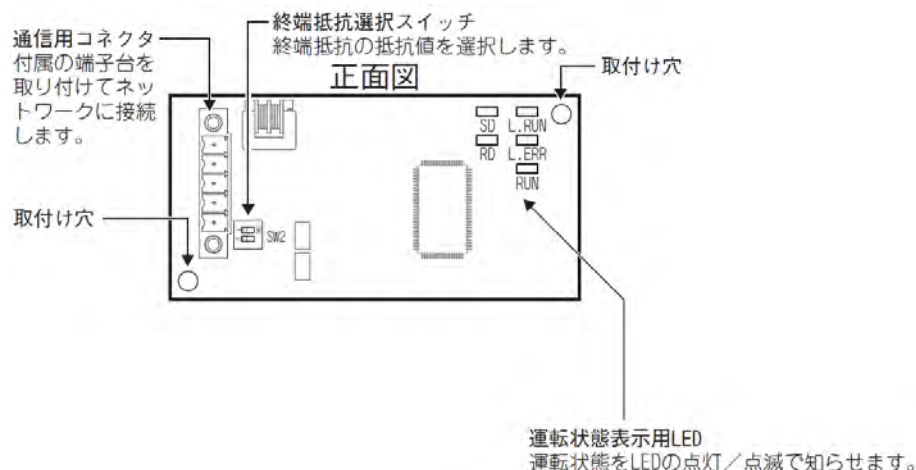 終端抵抗選択スイッチ
終端抵抗の抵抗値を選択します。
通信用コネクタ
付属の端子台を
取り付けてネッ
トワークに接続
します。
正面図
取付け穴
SD L.RUN
RD L.ERR
RUN
取付け穴
SW2
運転状態表示用LED
運転状態をLEDの点灯／点滅で知らせます。